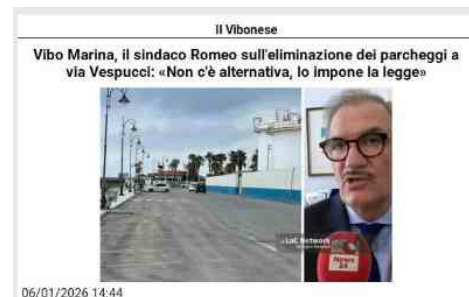 Il Vibonese
Vibo Marina, il sindaco Romeo sull'eliminazione dei parcheggi a
via Vespucci: «Non c'è alternativa, lo impone la legge»
LaC Network
News
24
06/01/2026 14:44